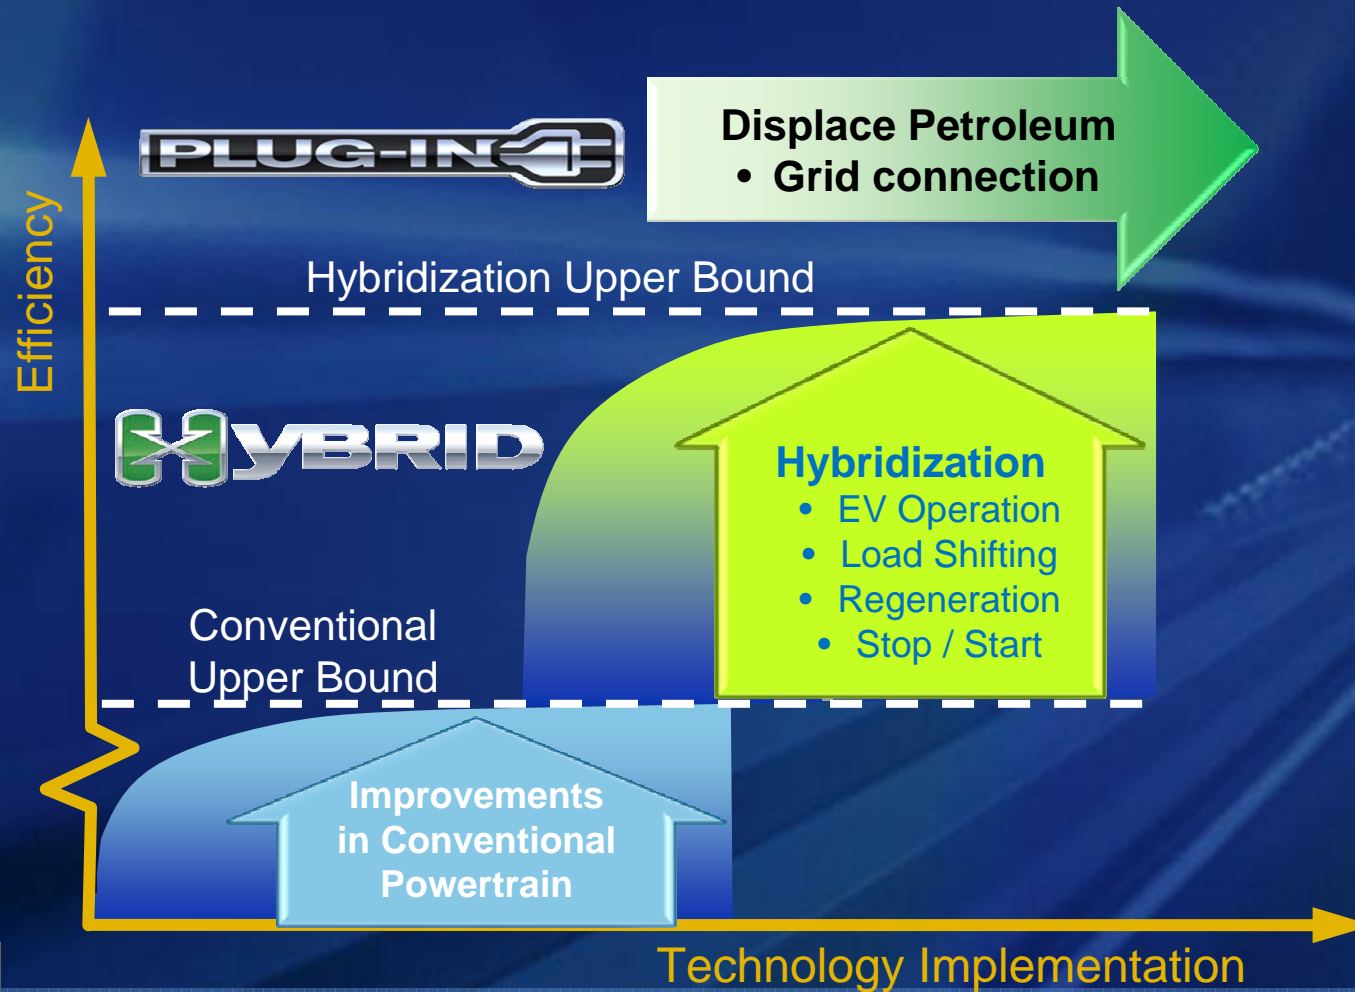 PLUG-IN
Displace Petroleum
• Grid connection
Efficiency
Hybridization Upper Bound
HYBRID
Hybridization
• EV Operation
• Load Shifting
• Regeneration
• Stop / Start
Conventional
Upper Bound
Improvements
in Conventional
Powertrain
Technology Implementation